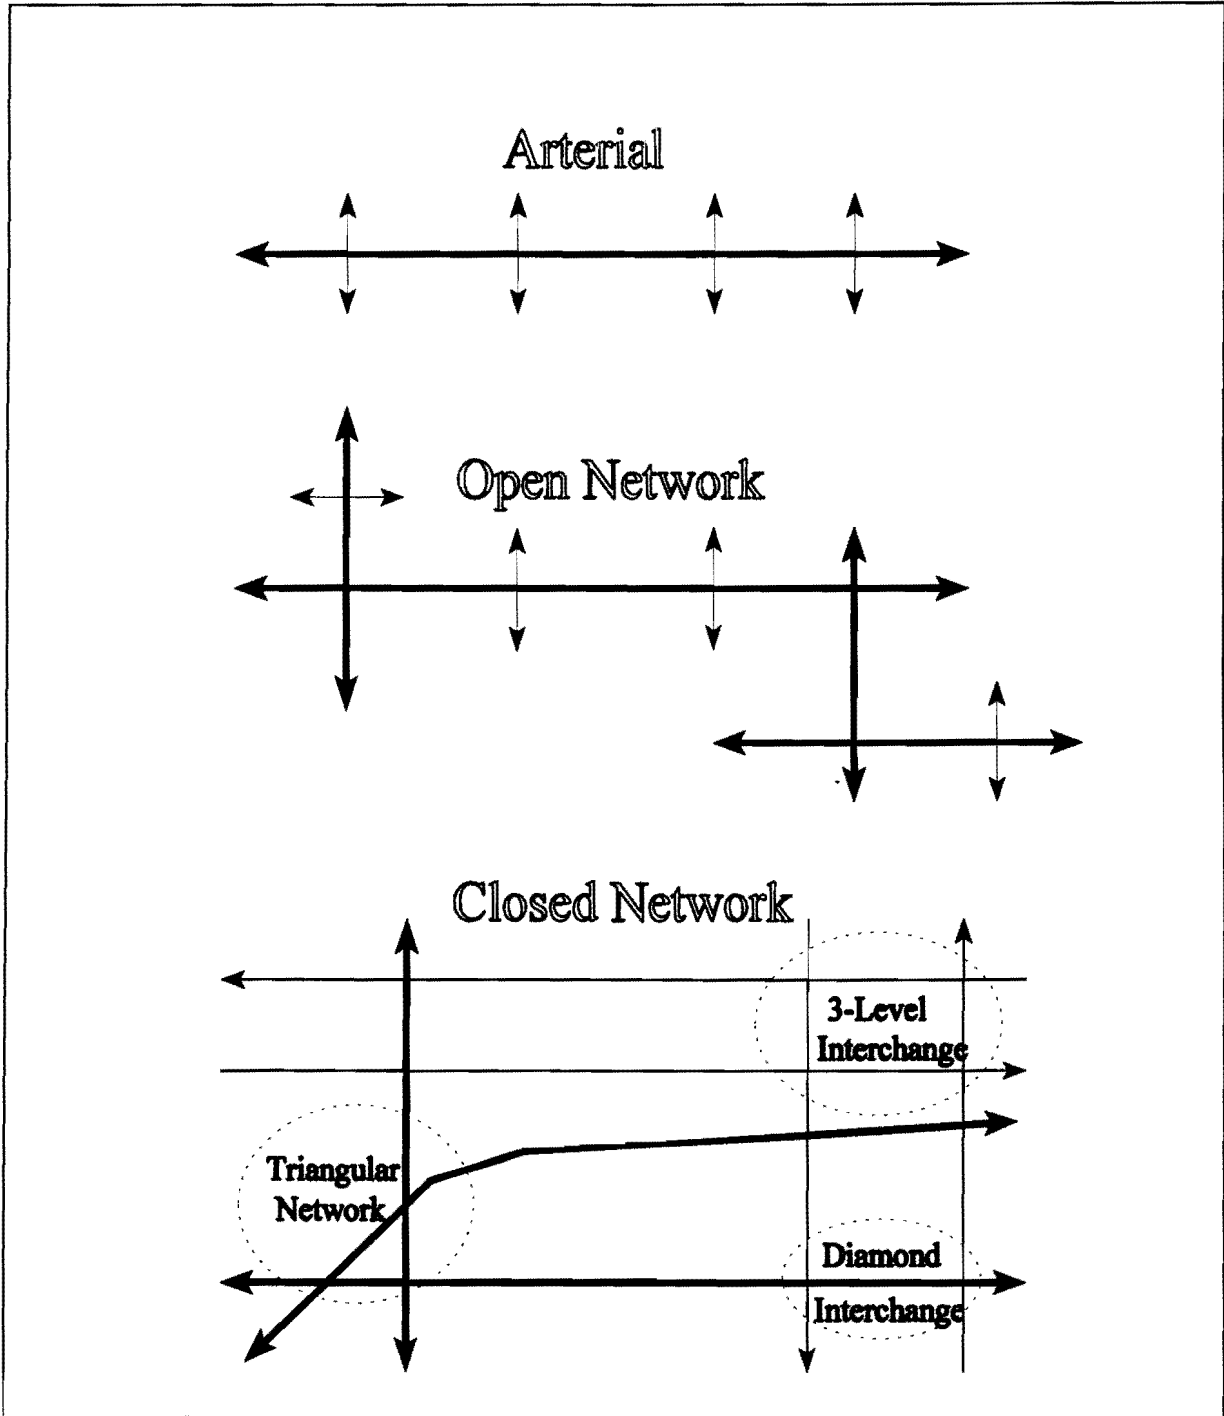 Arterial
Open Network
Closed Network
3-Level
Interchange
Triangular
Network
Diamond
Interchange